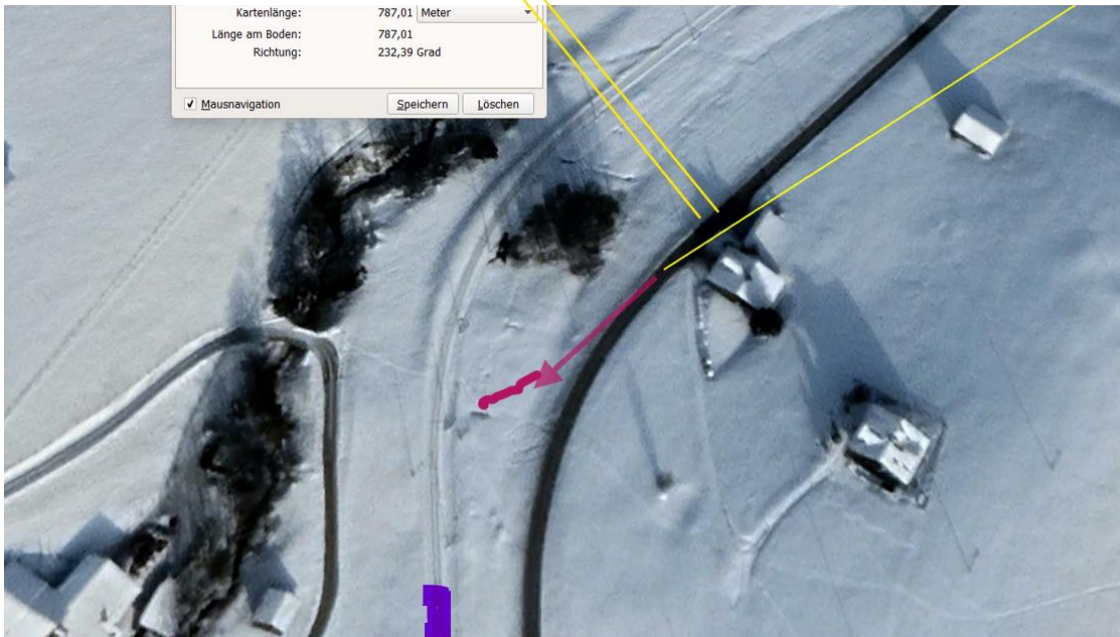 Kartenlänge: 787,01 Meter
Länge am Boden: 787,01
Richtung: 232,39 Grad
Mausnavigation Speichern Löschen